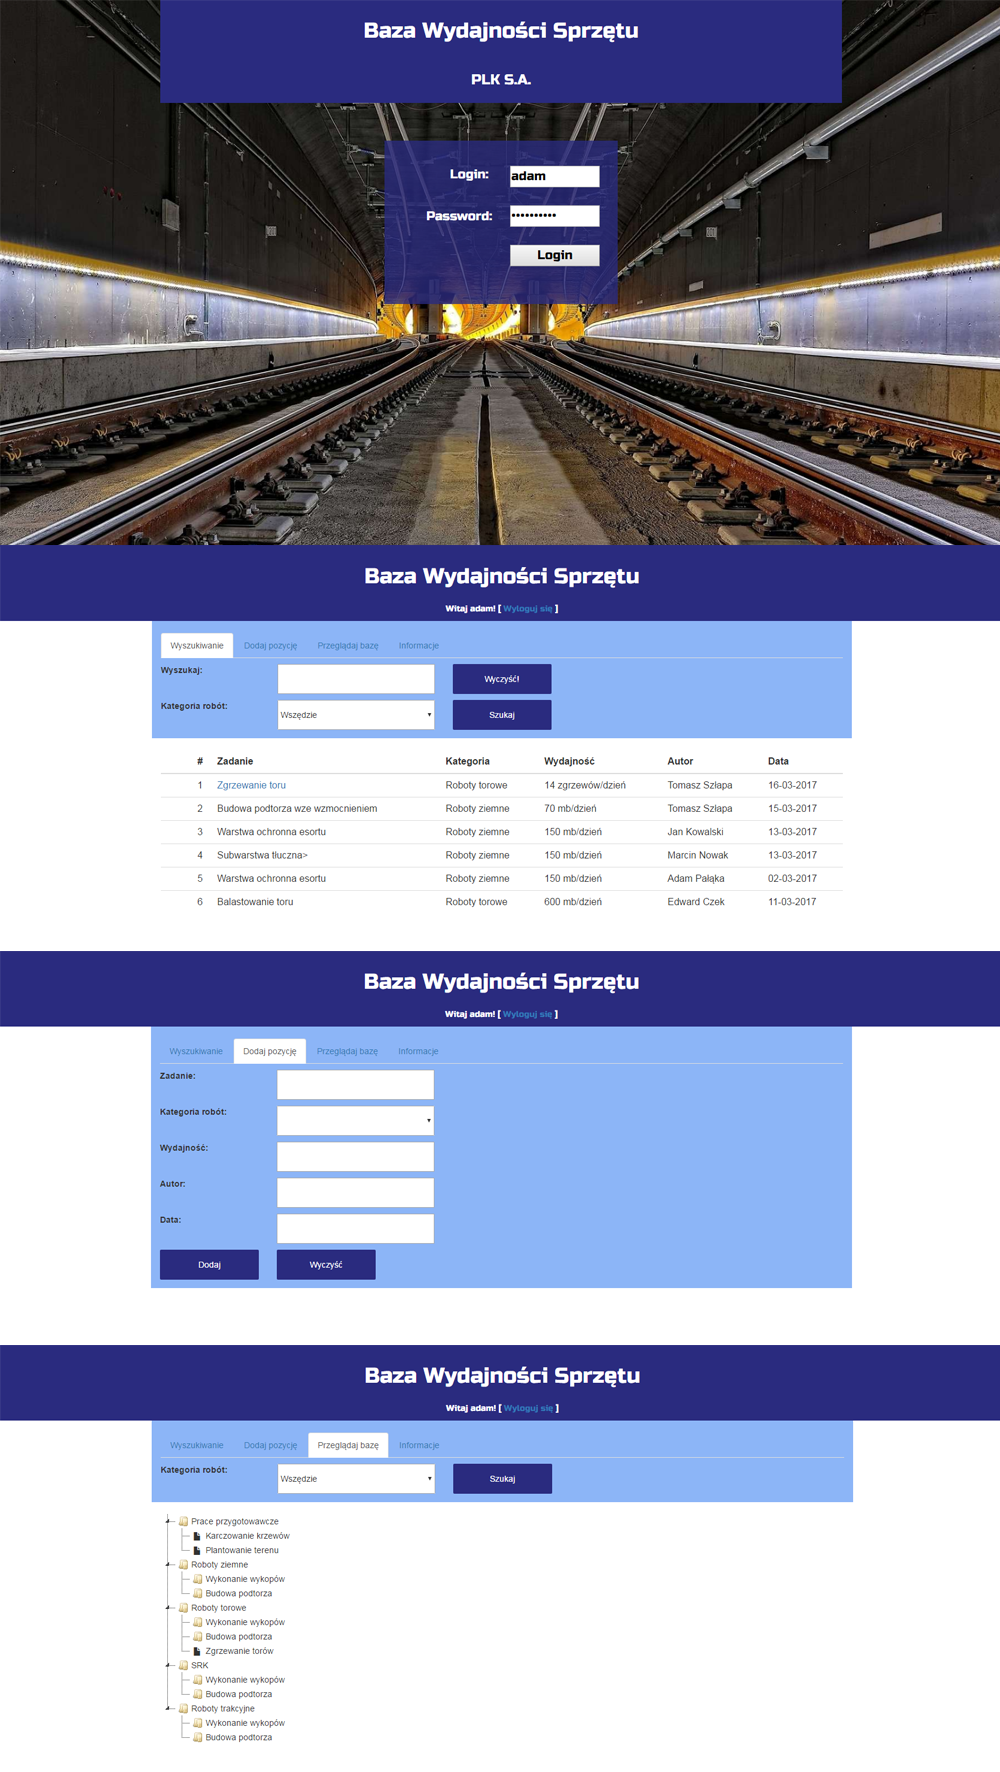 Baza Wydajności Sprzętu
PLK S.A.
Login: adam
Password: ••••••••••
Login
Baza Wydajności Sprzętu
Witaj adam! [ Wyloguj się ]
Wyszukiwanie Dodaj pozycję Przeglądaj bazę Informacje
Wyszukaj: Wyczyść!
Kategoria robót: Wszędzie Szukaj
# Zadanie Kategoria Wydajność Autor Data
1 Zgrzewanie toru Roboty torowe 14 zgrzewów/dzień Tomasz Szłapa 16-03-2017
2 Budowa podtorza wze wzmocnieniem Roboty ziemne 70 mb/dzień Tomasz Szłapa 15-03-2017
3 Warstwa ochronna esortu Roboty ziemne 150 mb/dzień Jan Kowalski 13-03-2017
4 Subwarstwa tłuczna> Roboty ziemne 150 mb/dzień Marcin Nowak 13-03-2017
5 Warstwa ochronna esortu Roboty ziemne 150 mb/dzień Adam Pałąka 02-03-2017
6 Balastowanie toru Roboty torowe 600 mb/dzień Edward Czek 11-03-2017
Baza Wydajności Sprzętu
Witaj adam! [ Wyloguj się ]
Wyszukiwanie Dodaj pozycję Przeglądaj bazę Informacje
Zadanie:
Kategoria robót:
Wydajność:
Autor:
Data:
Dodaj Wyczyść
Baza Wydajności Sprzętu
Witaj adam! [ Wyloguj się ]
Wyszukiwanie Dodaj pozycję Przeglądaj bazę Informacje
Kategoria robót: Wszędzie Szukaj
Prace przygotowawcze
Karczowanie krzewów
Plantowanie terenu
Roboty ziemne
Wykonanie wykopów
Budowa podtorza
Roboty torowe
Wykonanie wykopów
Budowa podtorza
Zgrzewanie torów
SRK
Wykonanie wykopów
Budowa podtorza
Roboty trakcyjne
Wykonanie wykopów
Budowa podtorza